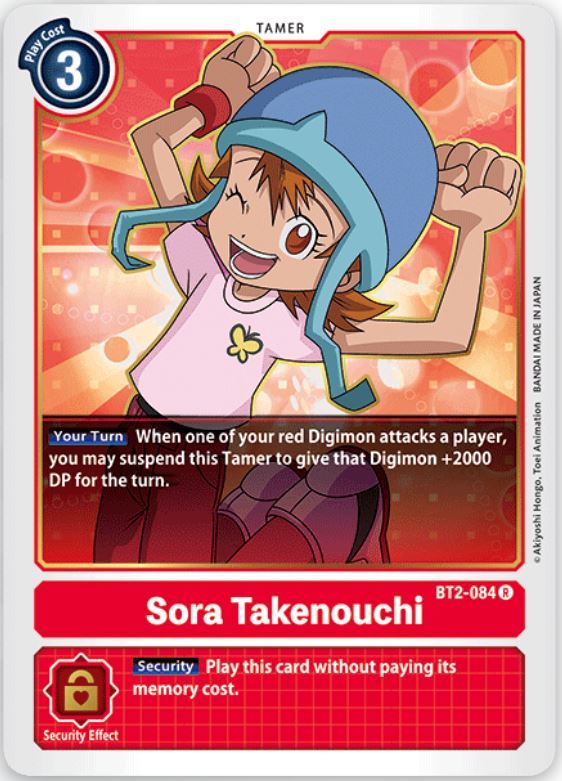 TAMER
Play Cost
3
Your Turn When one of your red Digimon attacks a player,
you may suspend this Tamer to give that Digimon +2000
DP for the turn.
©Akiyoshi Hongo, Toei Animation BANDAI MADE IN JAPAN
BT2-084 R
Sora Takenouchi
Security Play this card without paying its
memory cost.
Security Effect